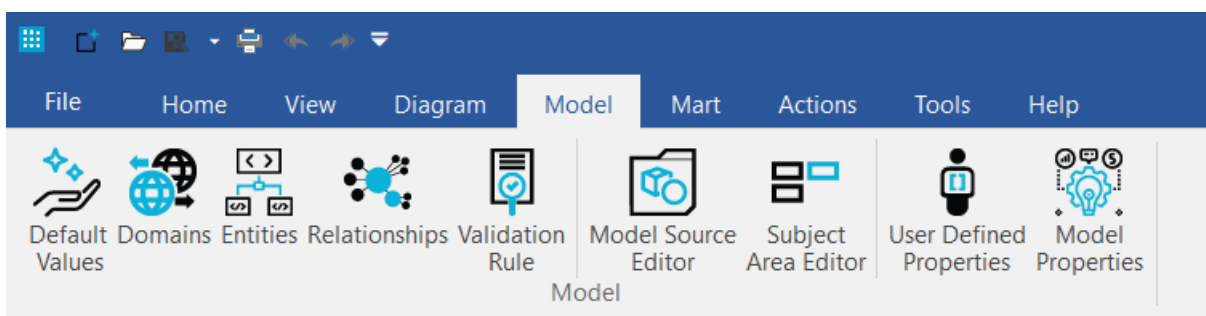 File Home View Diagram Model Mart Actions Tools Help
Default Values
Domains
Entities
Relationships
Validation Rule
Model Source Editor
Subject Area Editor
User Defined Properties
Model Properties
Model